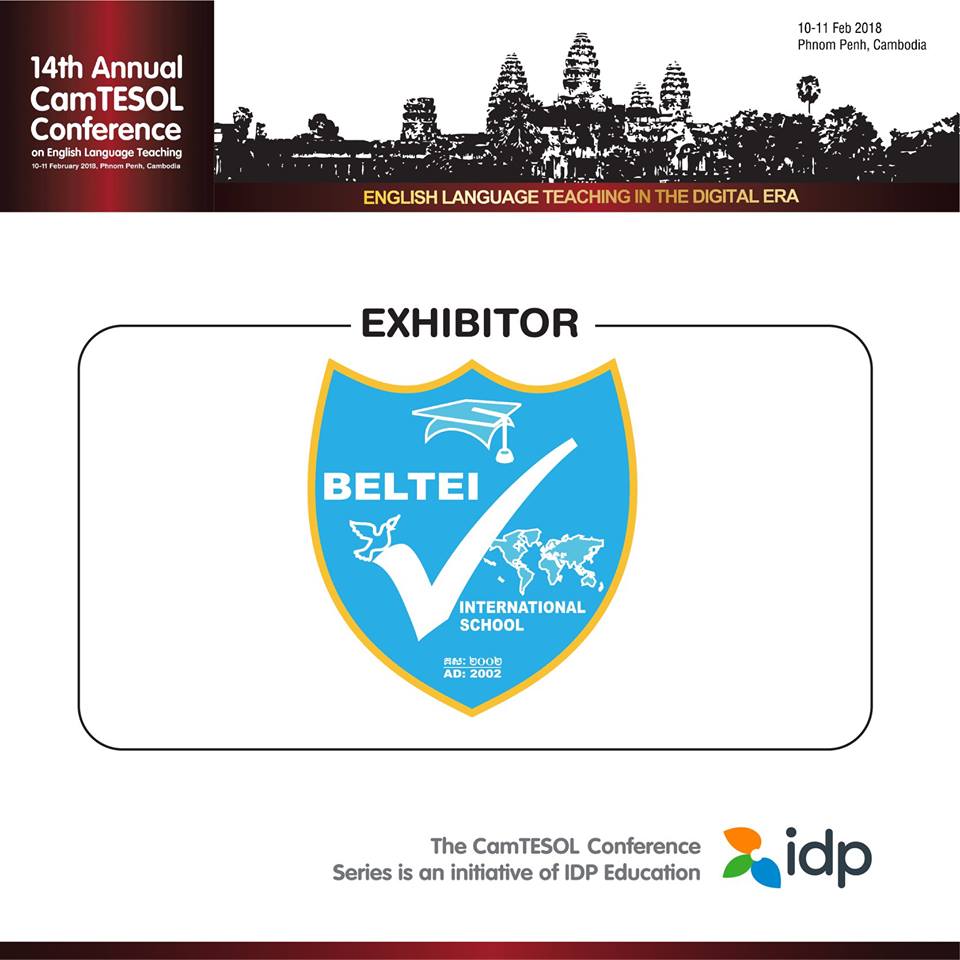 14th Annual
CamTESOL
Conference
on English Language Teaching
10-11 February 2018, Phnom Penh, Cambodia
10-11 Feb 2018
Phnom Penh, Cambodia
ENGLISH LANGUAGE TEACHING IN THE DIGITAL ERA
EXHIBITOR
BELTEI
INTERNATIONAL
SCHOOL
គស: ២០០២
AD: 2002
The CamTESOL Conference
Series is an initiative of IDP Education
idp